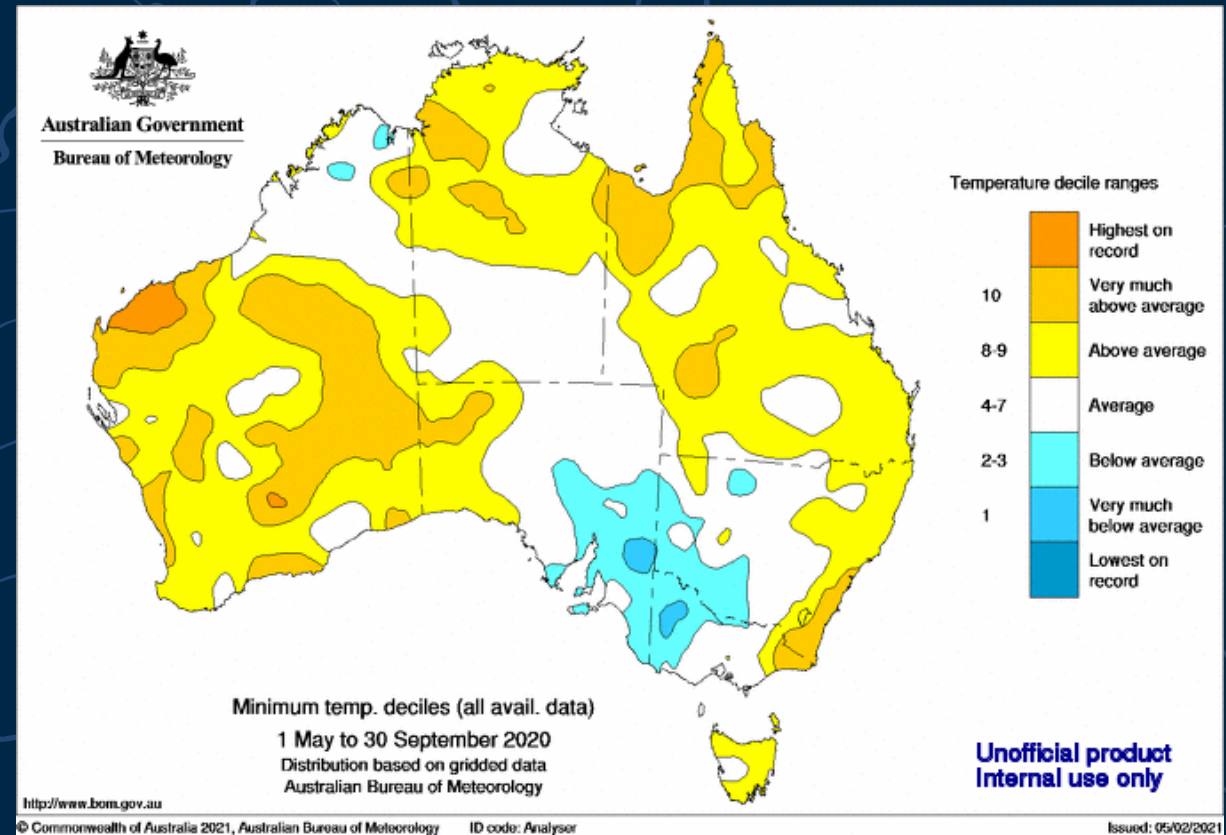 Australian Government
Bureau of Meteorology
Temperature decile ranges
Highest on
record
10
Very much
above average
8-9
Above average
4-7
Average
2-3
Below average
1
Very much
below average
Lowest on
record
Minimum temp. deciles (all avail. data)
1 May to 30 September 2020
Distribution based on gridded data
Australian Bureau of Meteorology
Unofficial product
Internal use only
http://www.bom.gov.au
© Commonwealth of Australia 2021, Australian Bureau of Meteorology ID code: Analyser Issued: 05/02/2021